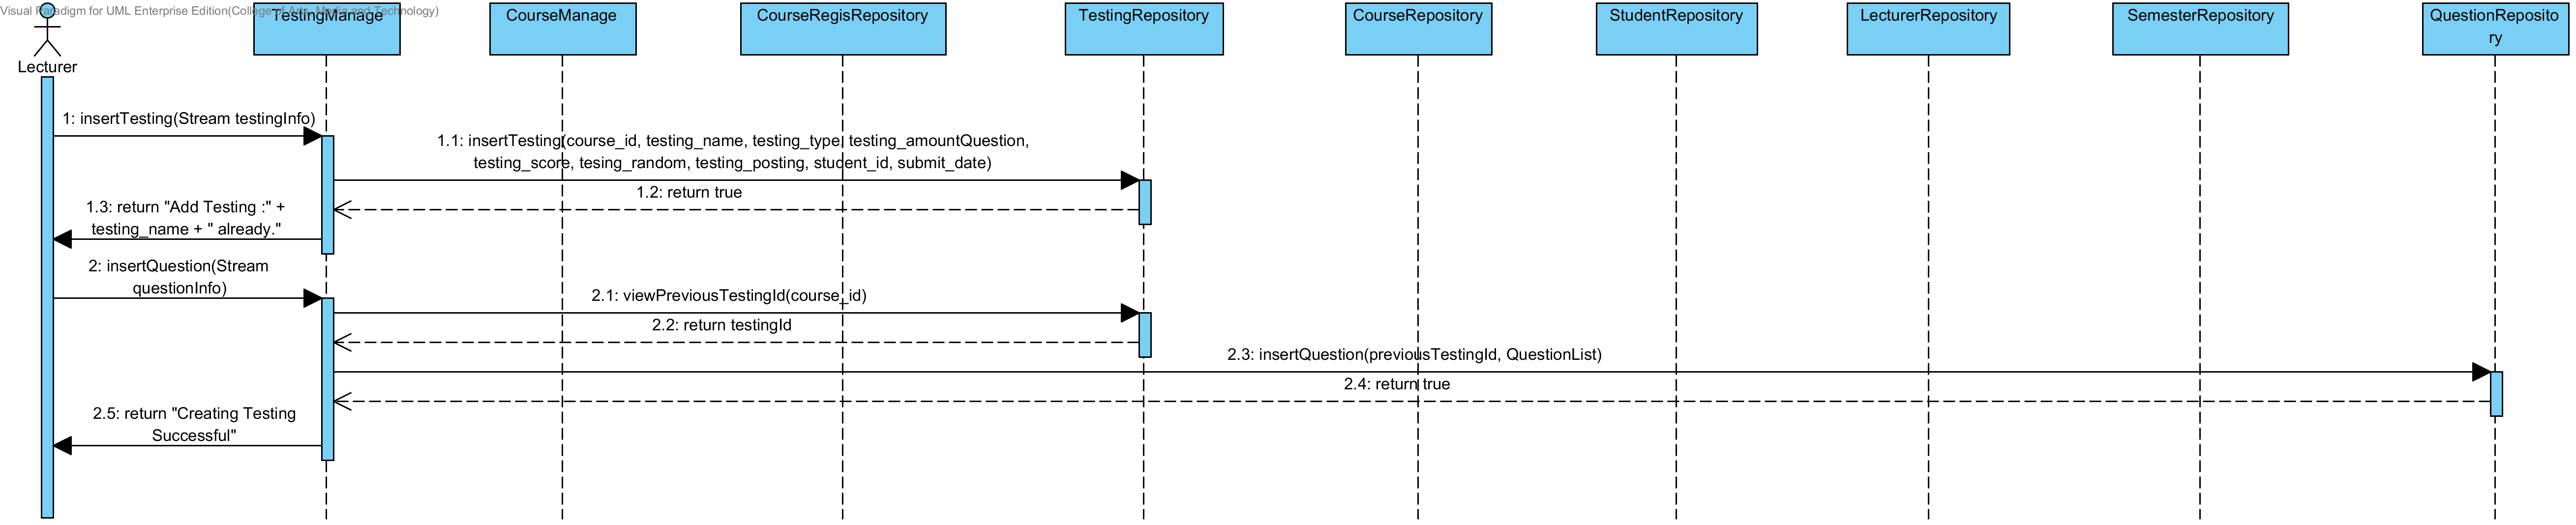 Visual Paradigm for UML Enterprise Edition(College of Arts, Media and Technology)
TestingManage
CourseManage
CourseRegisRepository
TestingRepository
CourseRepository
StudentRepository
LecturerRepository
SemesterRepository
QuestionReposito
ry
Lecturer
1: insertTesting(Stream testingInfo)
1.1: insertTesting(course_id, testing_name, testing_type, testing_amountQuestion,
testing_score, tesing_random, testing_posting, student_id, submit_date)
1.2: return true
1.3: return "Add Testing :" +
testing_name + " already."
2: insertQuestion(Stream
questionInfo)
2.1: viewPreviousTestingId(course_id)
2.2: return testingId
2.3: insertQuestion(previousTestingId, QuestionList)
2.4: return true
2.5: return "Creating Testing
Successful"